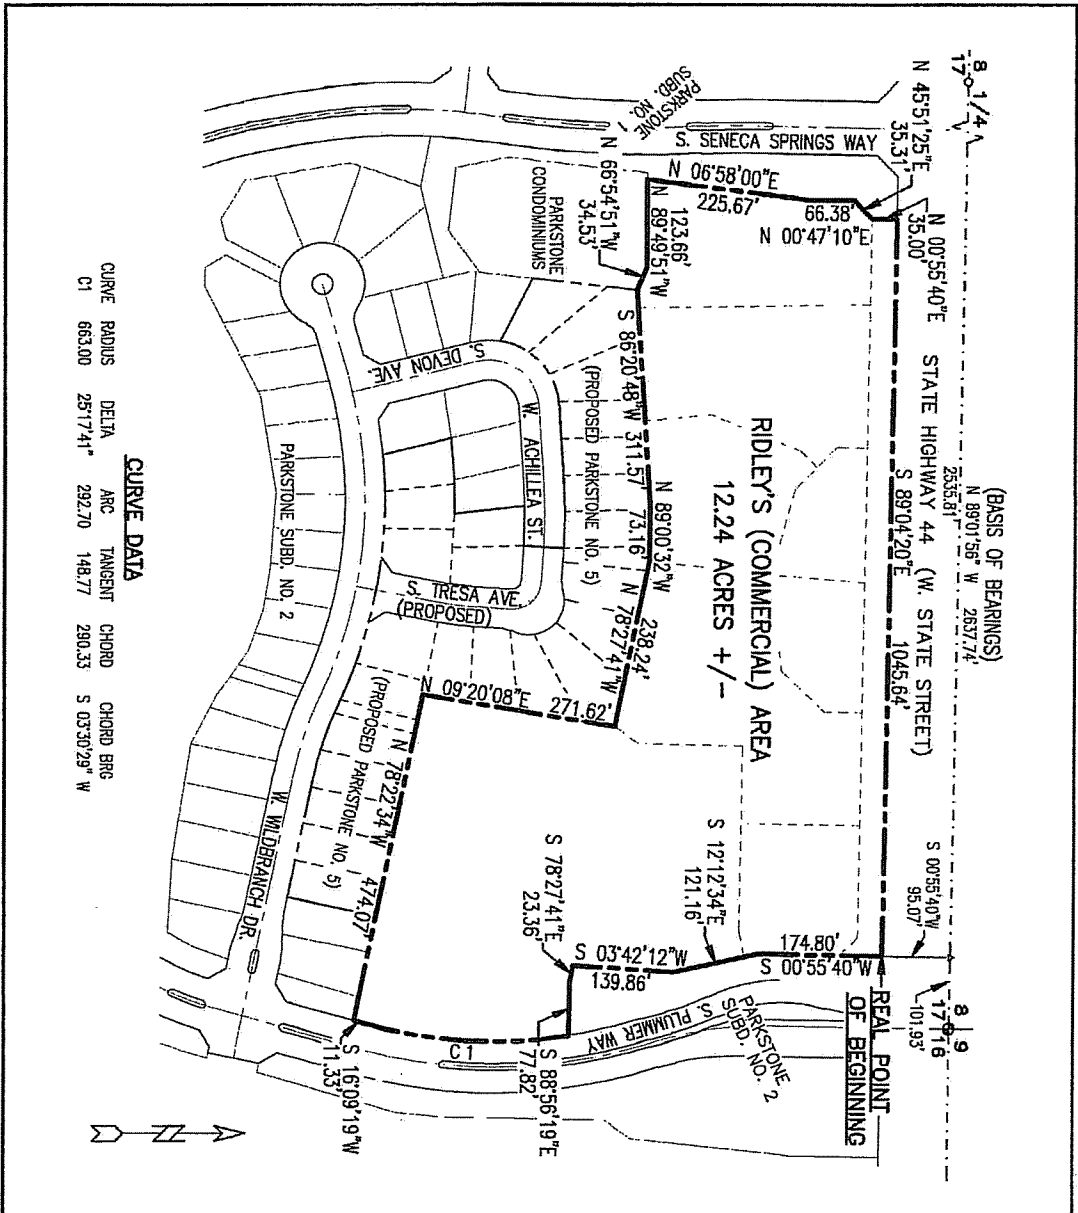 8
17
1/4
(BASIS OF BEARINGS)
N 89°01'56" W 2637.74'
2535.81'
N 45°51'25"E
35.31'
N 00°55'40"E
35.00'
STATE HIGHWAY 44 (W. STATE STREET)
S 89°04'20"E 1045.64'
S 00°55'40"W
95.07'
8
9
17
16
101.93'
REAL POINT
OF BEGINNING
PARKSTONE
SUBD. NO. 1
S. SENECA SPRINGS WAY
N 06°58'00"E
225.67'
66.38'
N 00°47'10"E
N 66°54'51"W
34.53'
123.66'
N 89°49'51"W
PARKSTONE
CONDOMINIUMS
RIDLEY'S (COMMERCIAL) AREA
12.24 ACRES +/-
S 86°20'48"W 311.57'
73.16'
N 89°00'32"W
238.24'
N 78°27'41"W
(PROPOSED PARKSTONE NO. 5)
S. DEVON AVE.
W. ACHILLEA ST.
S. TRESA AVE.
(PROPOSED)
N 09°20'08"E 271.62'
S 12°12'34"E
121.16'
174.80'
S 00°55'40"W
S 78°27'41"E
23.36'
S 03°42'12"W
139.86'
S. PLUMMER WAY
PARKSTONE
SUBD. NO. 2
S 88°56'19"E
77.82'
C1
S 16°09'19"W
11.33'
N 78°22'34"W 474.07'
(PROPOSED PARKSTONE NO. 5)
W. WILDBRANCH DR.
PARKSTONE SUBD. NO. 2
N
CURVE DATA
CURVE RADIUS DELTA ARC TANGENT CHORD CHORD BRG
C1 663.00 25°17'41" 292.70 148.77 290.33 S 03°30'29" W